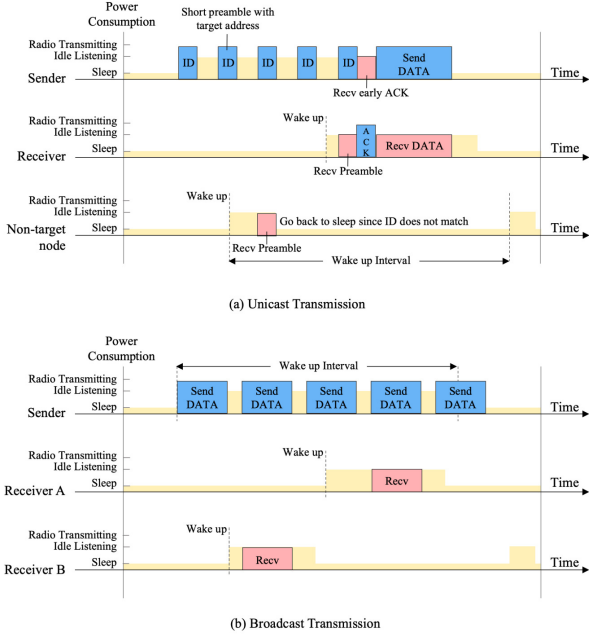 Power
Consumption
Short preamble with
target address
Radio Transmitting
Idle Listening
Sleep
Sender
ID
ID
ID
ID
ID
Send
DATA
Time
Recv early ACK
Wake up
Radio Transmitting
Idle Listening
Sleep
Receiver
A
C
K
Recv DATA
Time
Recv Preamble
Wake up
Radio Transmitting
Idle Listening
Sleep
Non-target
node
Go back to sleep since ID does not match
Time
Recv Preamble
Wake up Interval
(a) Unicast Transmission
Power
Consumption
Wake up Interval
Radio Transmitting
Idle Listening
Sleep
Sender
Send
DATA
Send
DATA
Send
DATA
Send
DATA
Send
DATA
Time
Wake up
Radio Transmitting
Idle Listening
Sleep
Receiver A
Recv
Time
Wake up
Radio Transmitting
Idle Listening
Sleep
Receiver B
Recv
Time
(b) Broadcast Transmission